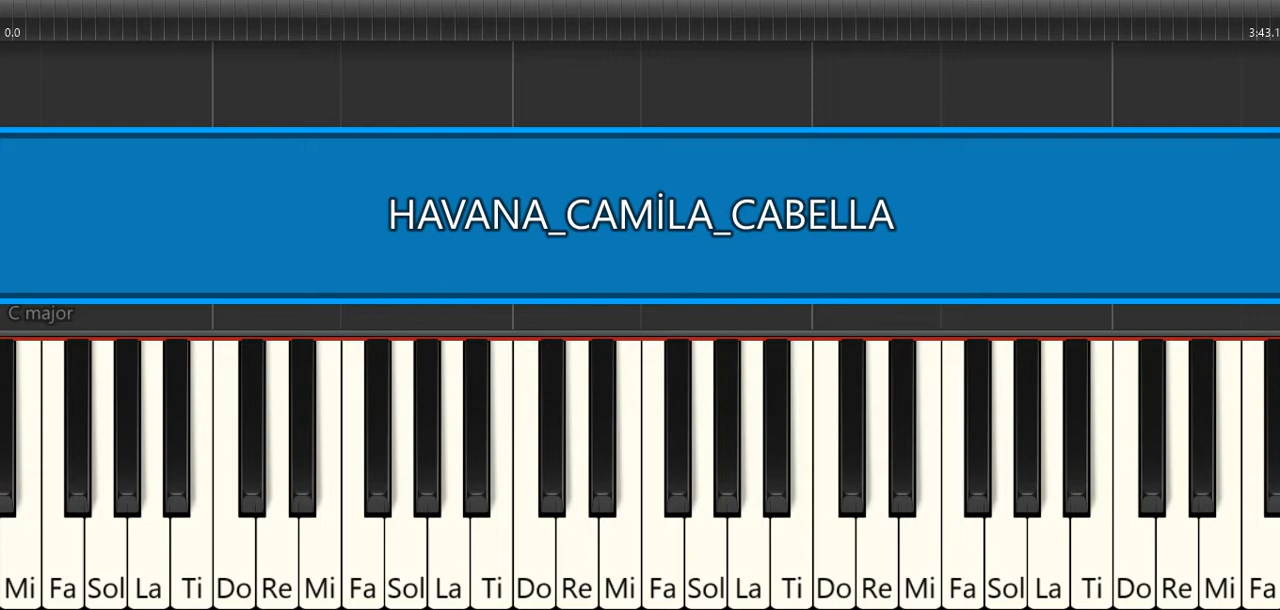 0.0 3:43.1
HAVANA_CAMİLA_CABELLA
C major
Mi Fa Sol La Ti Do Re Mi Fa Sol La Ti Do Re Mi Fa Sol La Ti Do Re Mi Fa Sol La Ti Do Re Mi Fa